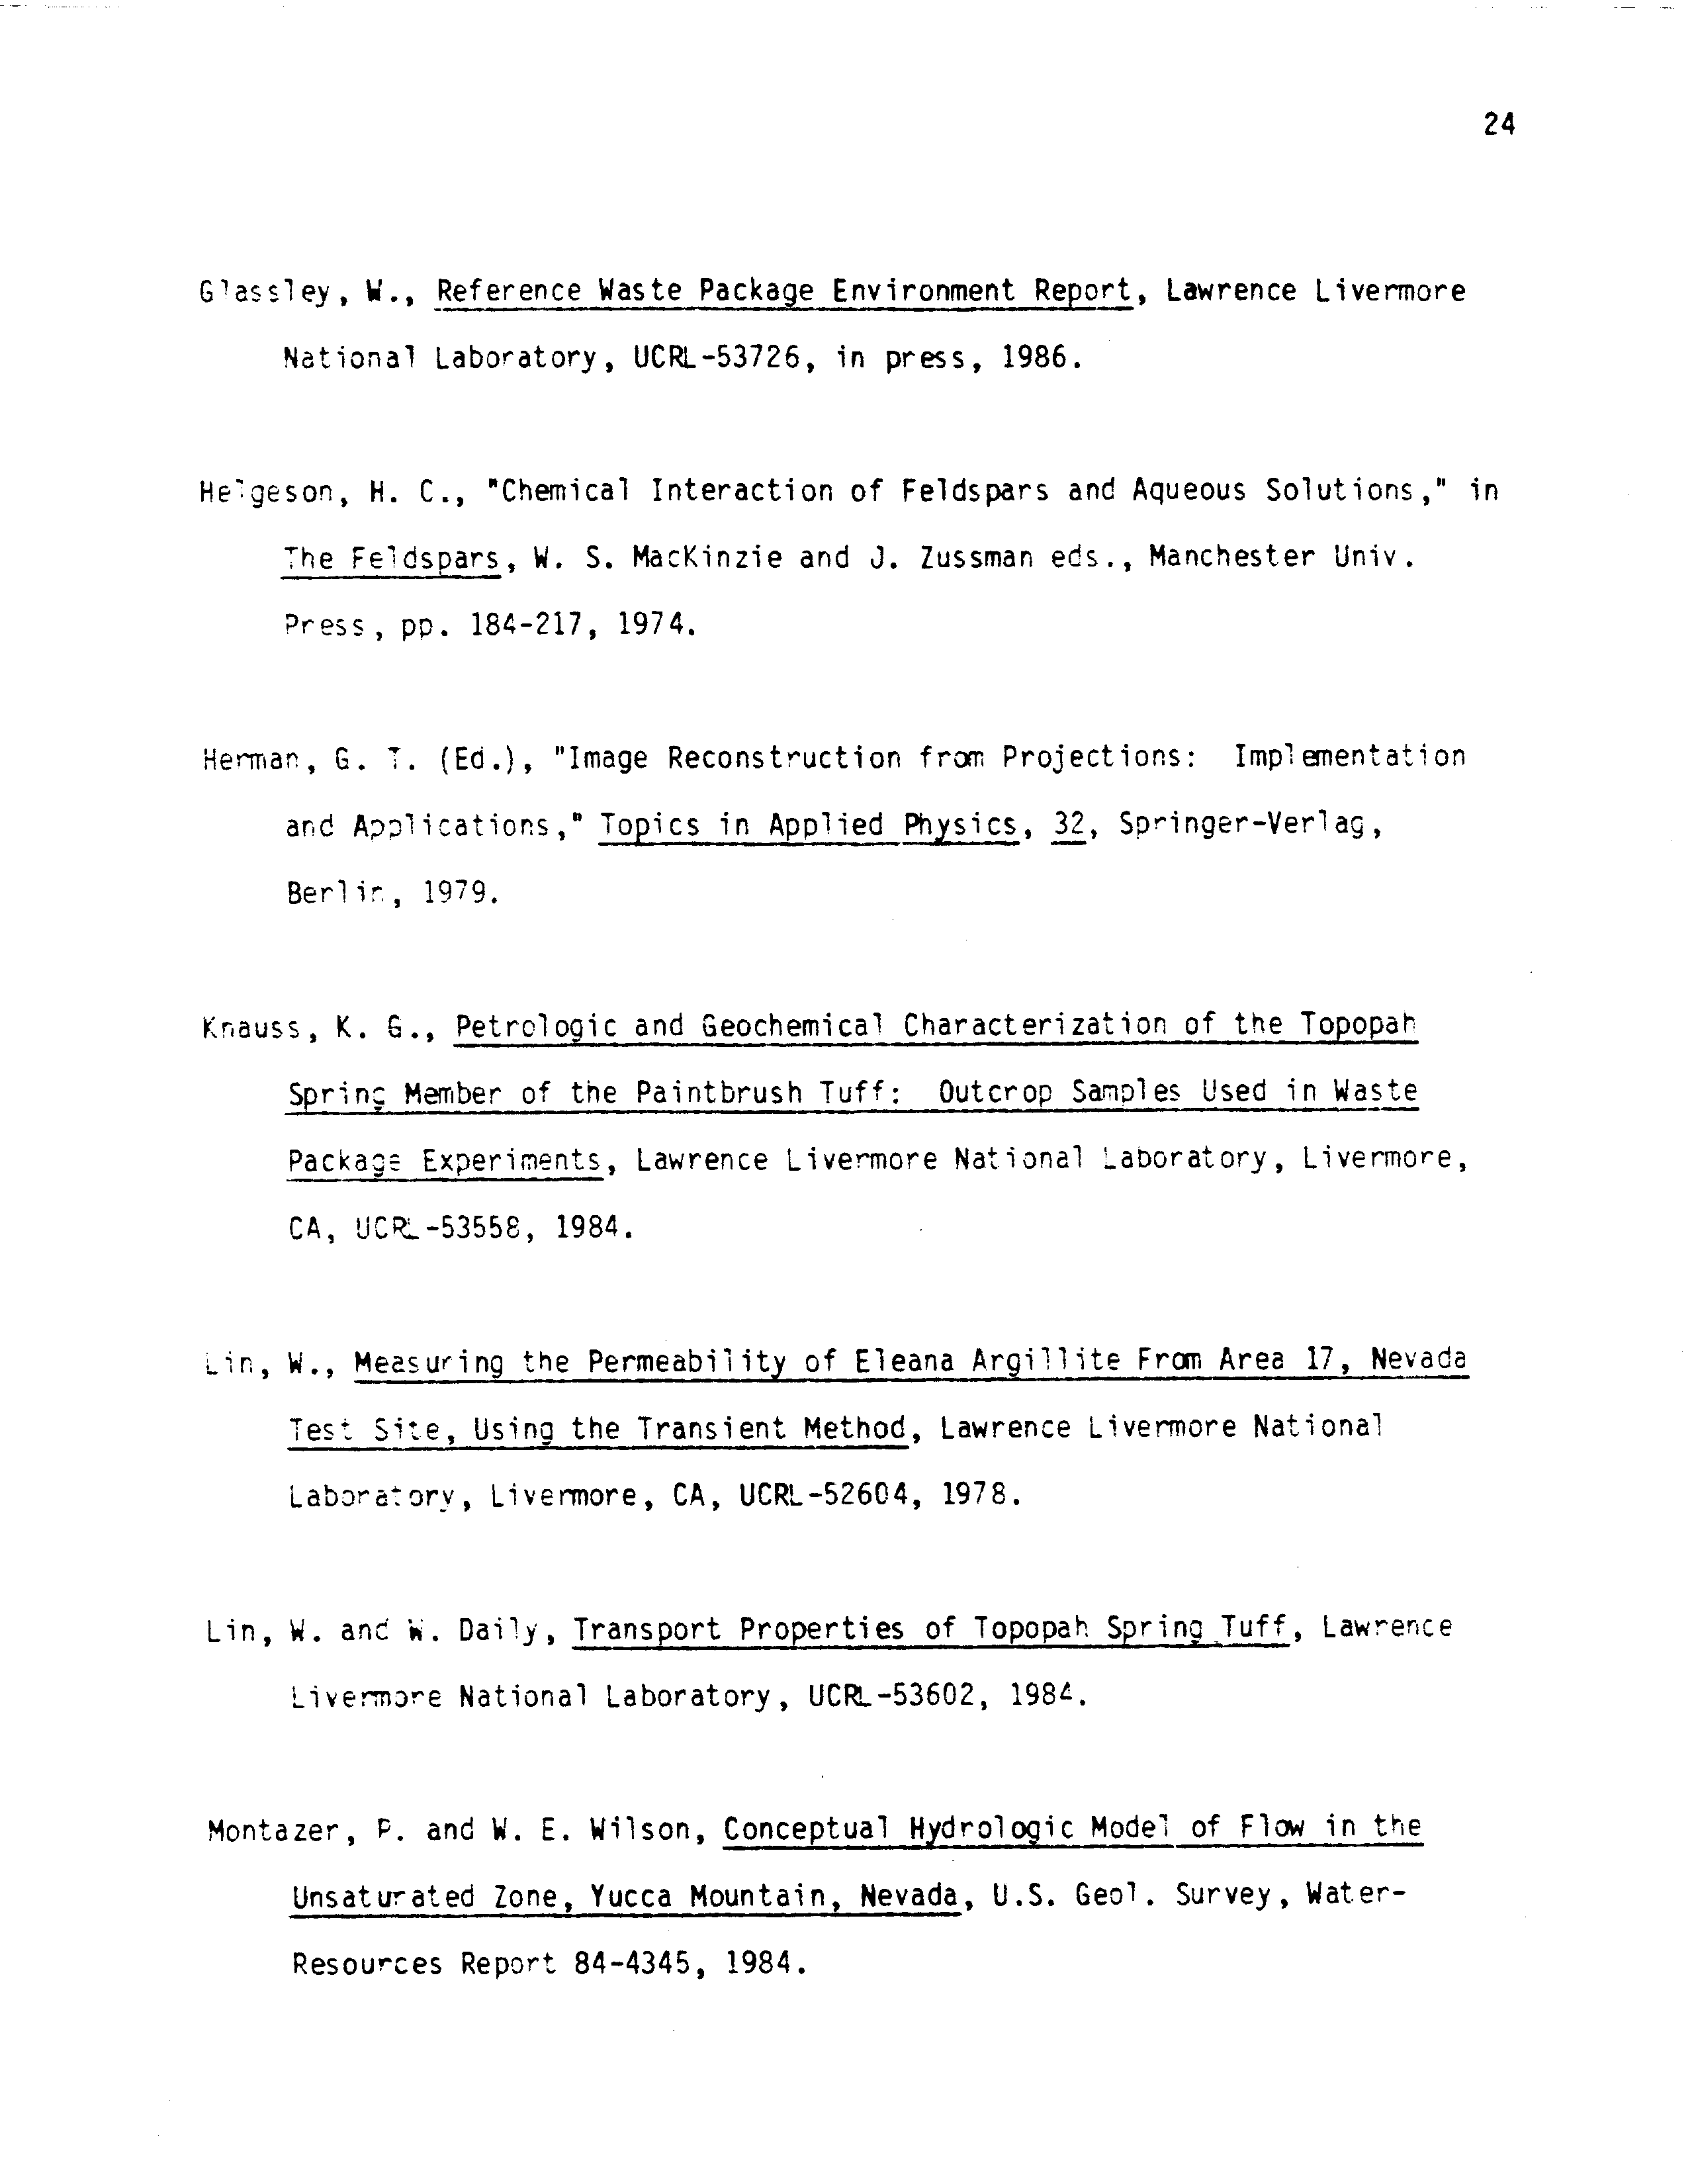 24
Glassley, W., Reference Waste Package Environment Report, Lawrence Livermore
National Laboratory, UCRL-53726, in press, 1986.
Helgeson, H. C., "Chemical Interaction of Feldspars and Aqueous Solutions," in
The Feldspars, W. S. MacKinzie and J. Zussman eds., Manchester Univ.
Press, pp. 184-217, 1974.
Herman, G. T. (Ed.), "Image Reconstruction from Projections: Implementation
and Applications," Topics in Applied Physics, 32, Springer-Verlag,
Berlin, 1979.
Knauss, K. G., Petrologic and Geochemical Characterization of the Topopah
Spring Member of the Paintbrush Tuff: Outcrop Samples Used in Waste
Package Experiments, Lawrence Livermore National Laboratory, Livermore,
CA, UCRL-53558, 1984.
Lin, W., Measuring the Permeability of Eleana Argillite From Area 17, Nevada
Test Site, Using the Transient Method, Lawrence Livermore National
Laboratory, Livermore, CA, UCRL-52604, 1978.
Lin, W. and W. Daily, Transport Properties of Topopah Spring Tuff, Lawrence
Livermore National Laboratory, UCRL-53602, 1984.
Montazer, P. and W. E. Wilson, Conceptual Hydrologic Model of Flow in the
Unsaturated Zone, Yucca Mountain, Nevada, U.S. Geol. Survey, Water-
Resources Report 84-4345, 1984.